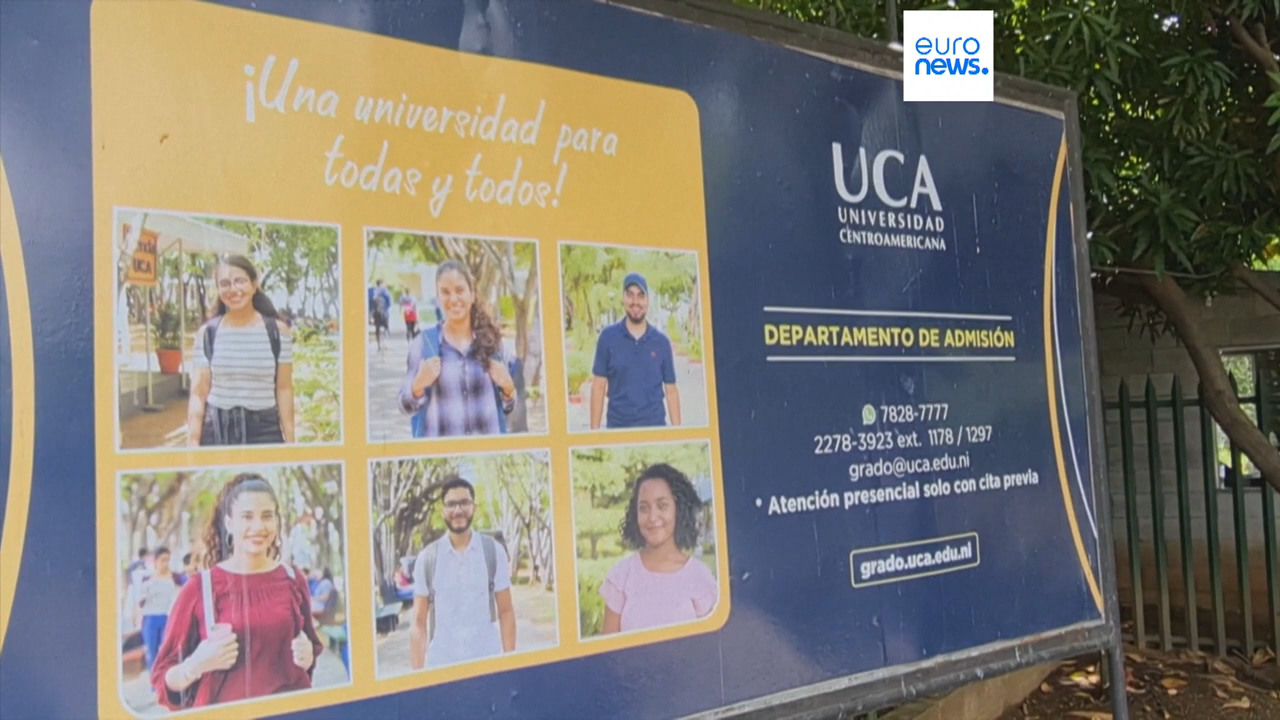 euro
news.
¡Una universidad para
todas y todos!
UCA
UCA
UNIVERSIDAD
CENTROAMERICANA
DEPARTAMENTO DE ADMISIÓN
7828-7777
2278-3923 ext. 1178 / 1297
grado@uca.edu.ni
* Atención presencial solo con cita previa
grado.uca.edu.ni